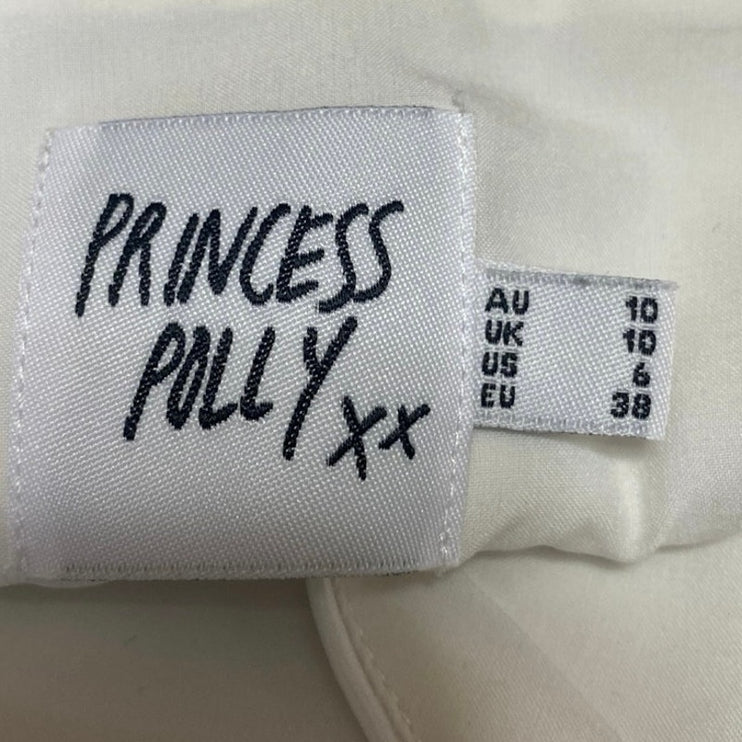 PRINCESS
POLLY
xx
AU 10
UK 10
US 6
EU 38